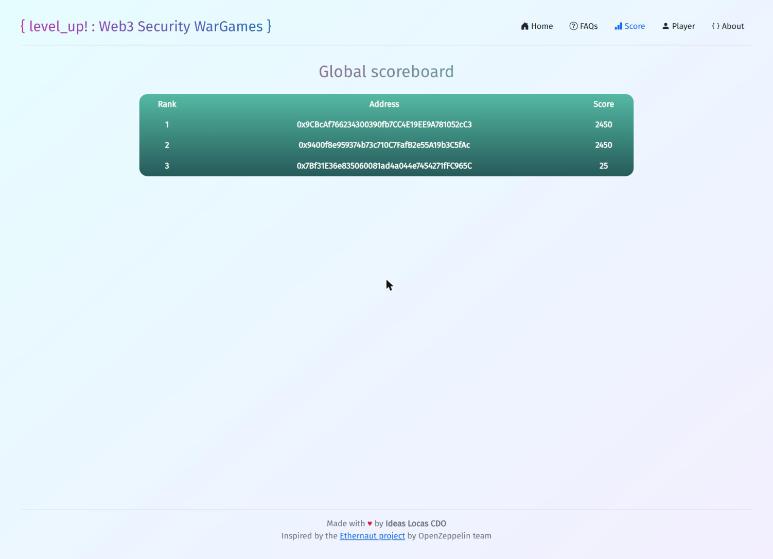 { level_up! : Web3 Security WarGames }
Home FAQs Score Player About
Global scoreboard
Rank Address Score
1 0x9CBcAf766234300390fb7CC4E19EE9A781052cC3 2450
2 0x9400f8e959374b73c710C7FafB2e55A19b3C5fAc 2450
3 0x7Bf31E36e835060081ad4a044e7454271fFC965C 25
Made with ♥ by Ideas Locas CDO
Inspired by the Ethernaut project by OpenZeppelin team